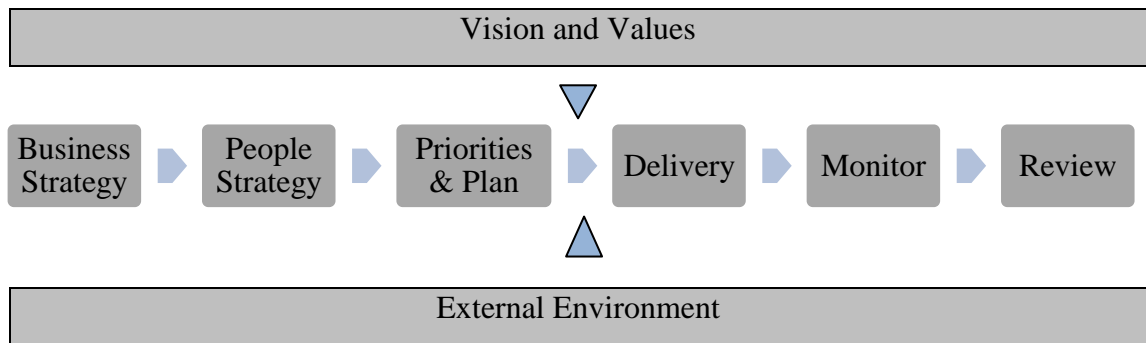 Vision and Values
Business
Strategy
People
Strategy
Priorities
& Plan
Delivery
Monitor
Review
External Environment